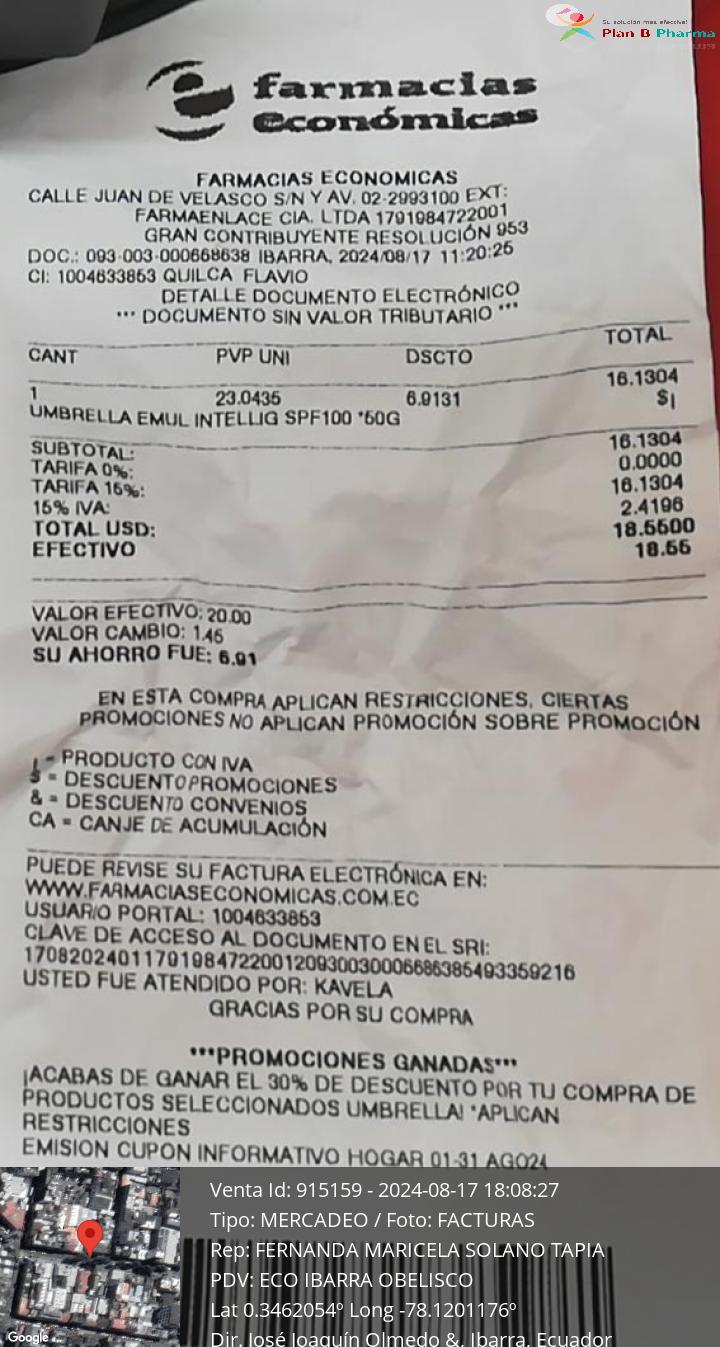 Su solución más efectiva!
Plan B Pharma
farmacias
económicas
FARMACIAS ECONOMICAS
CALLE JUAN DE VELASCO S/N Y AV. 02-2993100 EXT:
FARMAENLACE CIA. LTDA 1791984722001
GRAN CONTRIBUYENTE RESOLUCIÓN 953
DOC.: 093-003-000668638 IBARRA, 2024/08/17 11:20:25
CI: 1004633853 QUILCA FLAVIO
DETALLE DOCUMENTO ELECTRÓNICO
*** DOCUMENTO SIN VALOR TRIBUTARIO ***
CANT PVP UNI DSCTO TOTAL
1 23.0435 6.9131 16.1304
UMBRELLA EMUL INTELLIG SPF100 *50G $¡
SUBTOTAL: 16.1304
TARIFA 0%: 0.0000
TARIFA 15%: 16.1304
15% IVA: 2.4196
TOTAL USD: 18.5500
EFECTIVO 18.55
VALOR EFECTIVO: 20.00
VALOR CAMBIO: 1.45
SU AHORRO FUE: 6.91
EN ESTA COMPRA APLICAN RESTRICCIONES, CIERTAS
PROMOCIONES NO APLICAN PROMOCIÓN SOBRE PROMOCIÓN
¡ = PRODUCTO CON IVA
$ = DESCUENTO PROMOCIONES
& = DESCUENTO CONVENIOS
CA = CANJE DE ACUMULACIÓN
PUEDE REVISE SU FACTURA ELECTRÓNICA EN:
WWW.FARMACIASECONOMICAS.COM.EC
USUARIO PORTAL: 1004633853
CLAVE DE ACCESO AL DOCUMENTO EN EL SRI:
1708202401179198472200120930030006686385493359216
USTED FUE ATENDIDO POR: KAVELA
GRACIAS POR SU COMPRA
***PROMOCIONES GANADAS***
¡ACABAS DE GANAR EL 30% DE DESCUENTO POR TU COMPRA DE
PRODUCTOS SELECCIONADOS UMBRELLA! *APLICAN
RESTRICCIONES
EMISION CUPON INFORMATIVO HOGAR 01-31 AGO24
Venta Id: 915159 - 2024-08-17 18:08:27
Tipo: MERCADEO / Foto: FACTURAS
Rep: FERNANDA MARICELA SOLANO TAPIA
PDV: ECO IBARRA OBELISCO
Lat 0.3462054º Long -78.1201176º
Dir. José Joaquín Olmedo &, Ibarra, Ecuador
Google